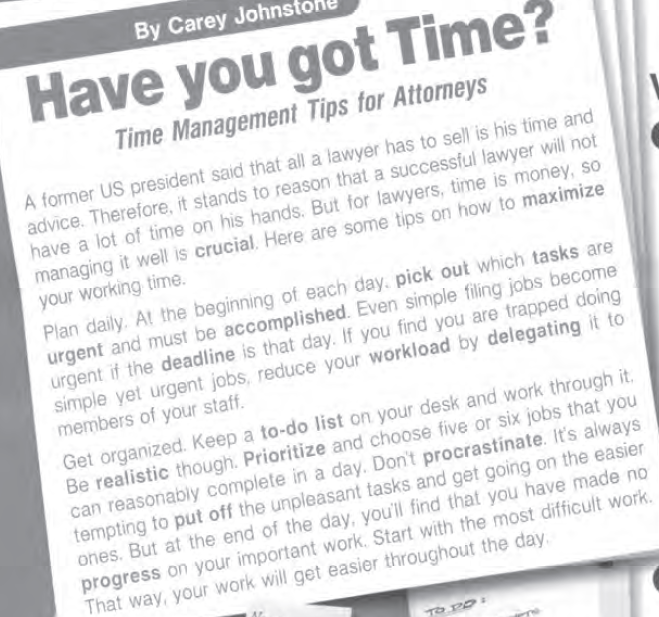 By Carey Johnstone
Have you got Time?
Time Management Tips for Attorneys
A former US president said that all a lawyer has to sell is his time and
advice. Therefore, it stands to reason that a successful lawyer will not
have a lot of time on his hands. But for lawyers, time is money, so
managing it well is crucial. Here are some tips on how to maximize
your working time.
Plan daily. At the beginning of each day, pick out which tasks are
urgent and must be accomplished. Even simple filing jobs become
urgent if the deadline is that day. If you find you are trapped doing
simple yet urgent jobs, reduce your workload by delegating it to
members of your staff.
Get organized. Keep a to-do list on your desk and work through it.
Be realistic though. Prioritize and choose five or six jobs that you
can reasonably complete in a day. Don't procrastinate. It's always
tempting to put off the unpleasant tasks and get going on the easier
ones. But at the end of the day, you'll find that you have made no
progress on your important work. Start with the most difficult work.
That way, your work will get easier throughout the day.
TO DO: